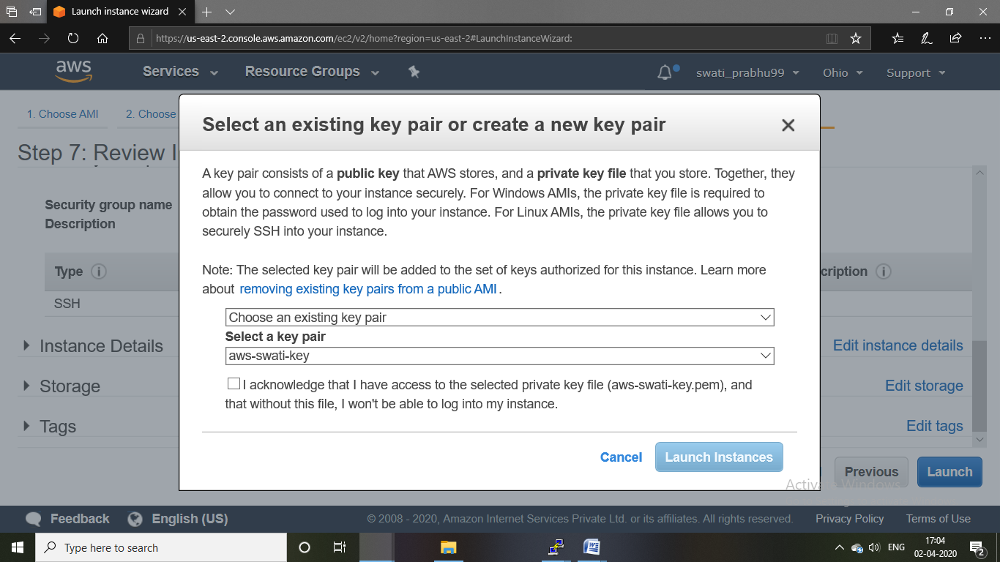 Launch instance wizard
https://us-east-2.console.aws.amazon.com/ec2/v2/home?region=us-east-2#LaunchInstanceWizard:
aws Services Resource Groups swati_prabhu99 Ohio Support
1. Choose AMI 2. Choose
Step 7: Review I
Select an existing key pair or create a new key pair
A key pair consists of a public key that AWS stores, and a private key file that you store. Together, they
allow you to connect to your instance securely. For Windows AMIs, the private key file is required to
obtain the password used to log into your instance. For Linux AMIs, the private key file allows you to
securely SSH into your instance.
Note: The selected key pair will be added to the set of keys authorized for this instance. Learn more
about removing existing key pairs from a public AMI.
Choose an existing key pair
Select a key pair
aws-swati-key
I acknowledge that I have access to the selected private key file (aws-swati-key.pem), and
that without this file, I won't be able to log into my instance.
Cancel Launch Instances
Security group name
Description
Type cription
SSH
Instance Details Edit instance details
Storage Edit storage
Tags Edit tags
Previous Launch
Activ Windows
Feedback English (US) © 2008 - 2020, Amazon Internet Services Private Ltd. or its affiliates. All rights reserved. Privacy Policy Terms of Use
Type here to search ENG 17:04
02-04-2020 2